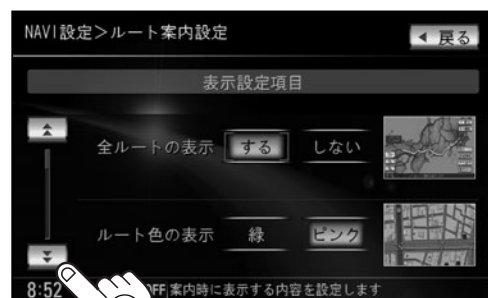 NAVI設定>ルート案内設定
戻る
表示設定項目
全ルートの表示 する しない
ルート色の表示 緑 ピンク
8:52 OFF 案内時に表示する内容を設定します